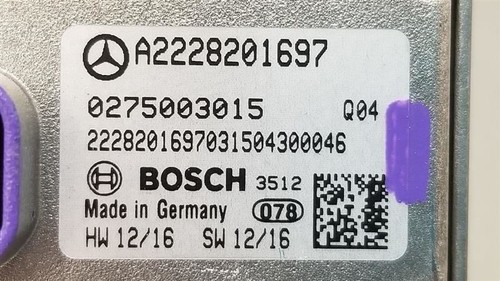 A2228201697
0275003015 Q04
2228201697031504300046
BOSCH 3512
Made in Germany 078
HW 12/16 SW 12/16